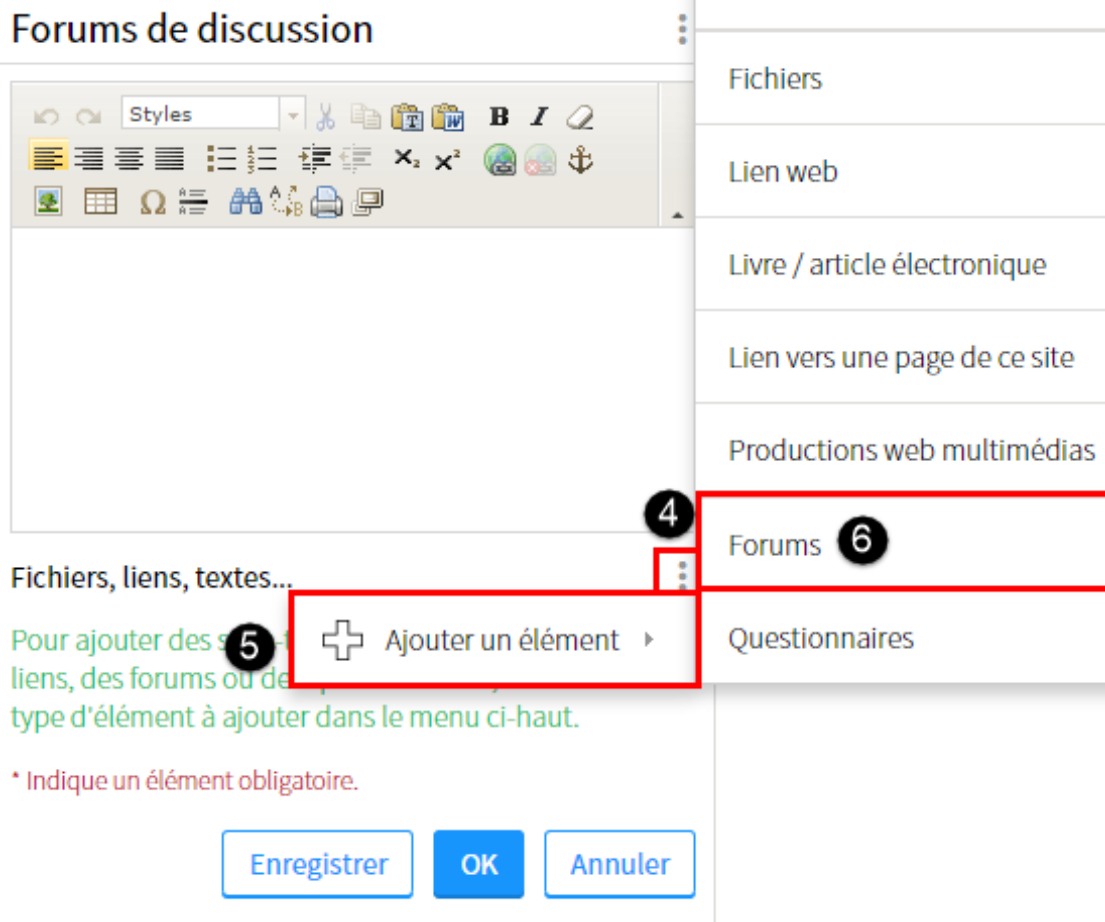 Forums de discussion
Styles
Fichiers
Lien web
Livre / article électronique
Lien vers une page de ce site
Productions web multimédias
4
Forums 6
Fichiers, liens, textes...
5 Ajouter un élément
Questionnaires
Pour ajouter des
liens, des forums ou
type d'élément à ajouter dans le menu ci-haut.
* Indique un élément obligatoire.
Enregistrer OK Annuler